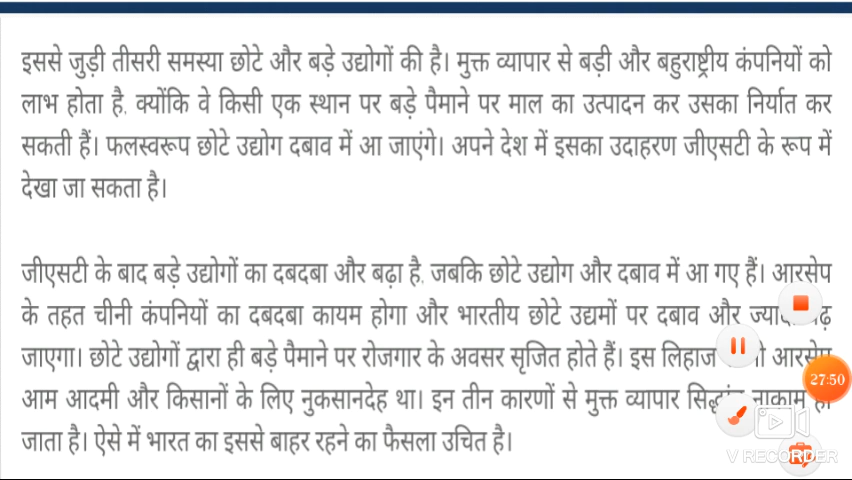 इससे जुड़ी तीसरी समस्या छोटे और बड़े उद्योगों की है। मुक्त व्यापार से बड़ी और बहुराष्ट्रीय कंपनियों को
लाभ होता है, क्योंकि वे किसी एक स्थान पर बड़े पैमाने पर माल का उत्पादन कर उसका निर्यात कर
सकती हैं। फलस्वरूप छोटे उद्योग दबाव में आ जाएंगे। अपने देश में इसका उदाहरण जीएसटी के रूप में
देखा जा सकता है।
जीएसटी के बाद बड़े उद्योगों का दबदबा और बढ़ा है, जबकि छोटे उद्योग और दबाव में आ गए हैं। आरसेप
के तहत चीनी कंपनियों का दबदबा कायम होगा और भारतीय छोटे उद्यमों पर दबाव और
जाएगा। छोटे उद्योगों द्वारा ही बड़े पैमाने पर रोजगार के अवसर सृजित होते हैं। इस लिहाज आरसेप
27:50
आम आदमी और किसानों के लिए नुकसानदेह था। इन तीन कारणों से मुक्त व्यापार नाकाम हो
जाता है। ऐसे में भारत का इससे बाहर रहने का फैसला उचित है।
V RECORDER